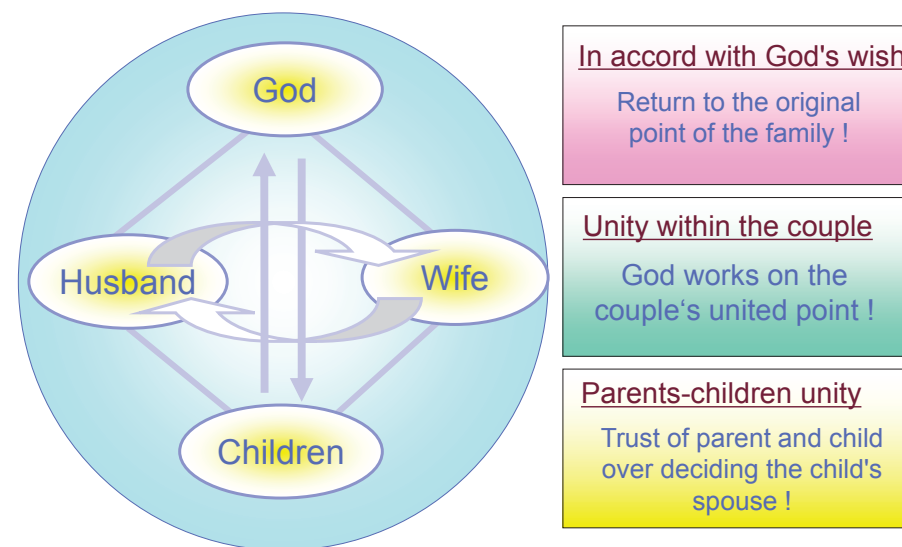 God
Husband
Wife
Children
In accord with God's wish
Return to the original
point of the family !
Unity within the couple
God works on the
couple‘s united point !
Parents-children unity
Trust of parent and child
over deciding the child's
spouse !